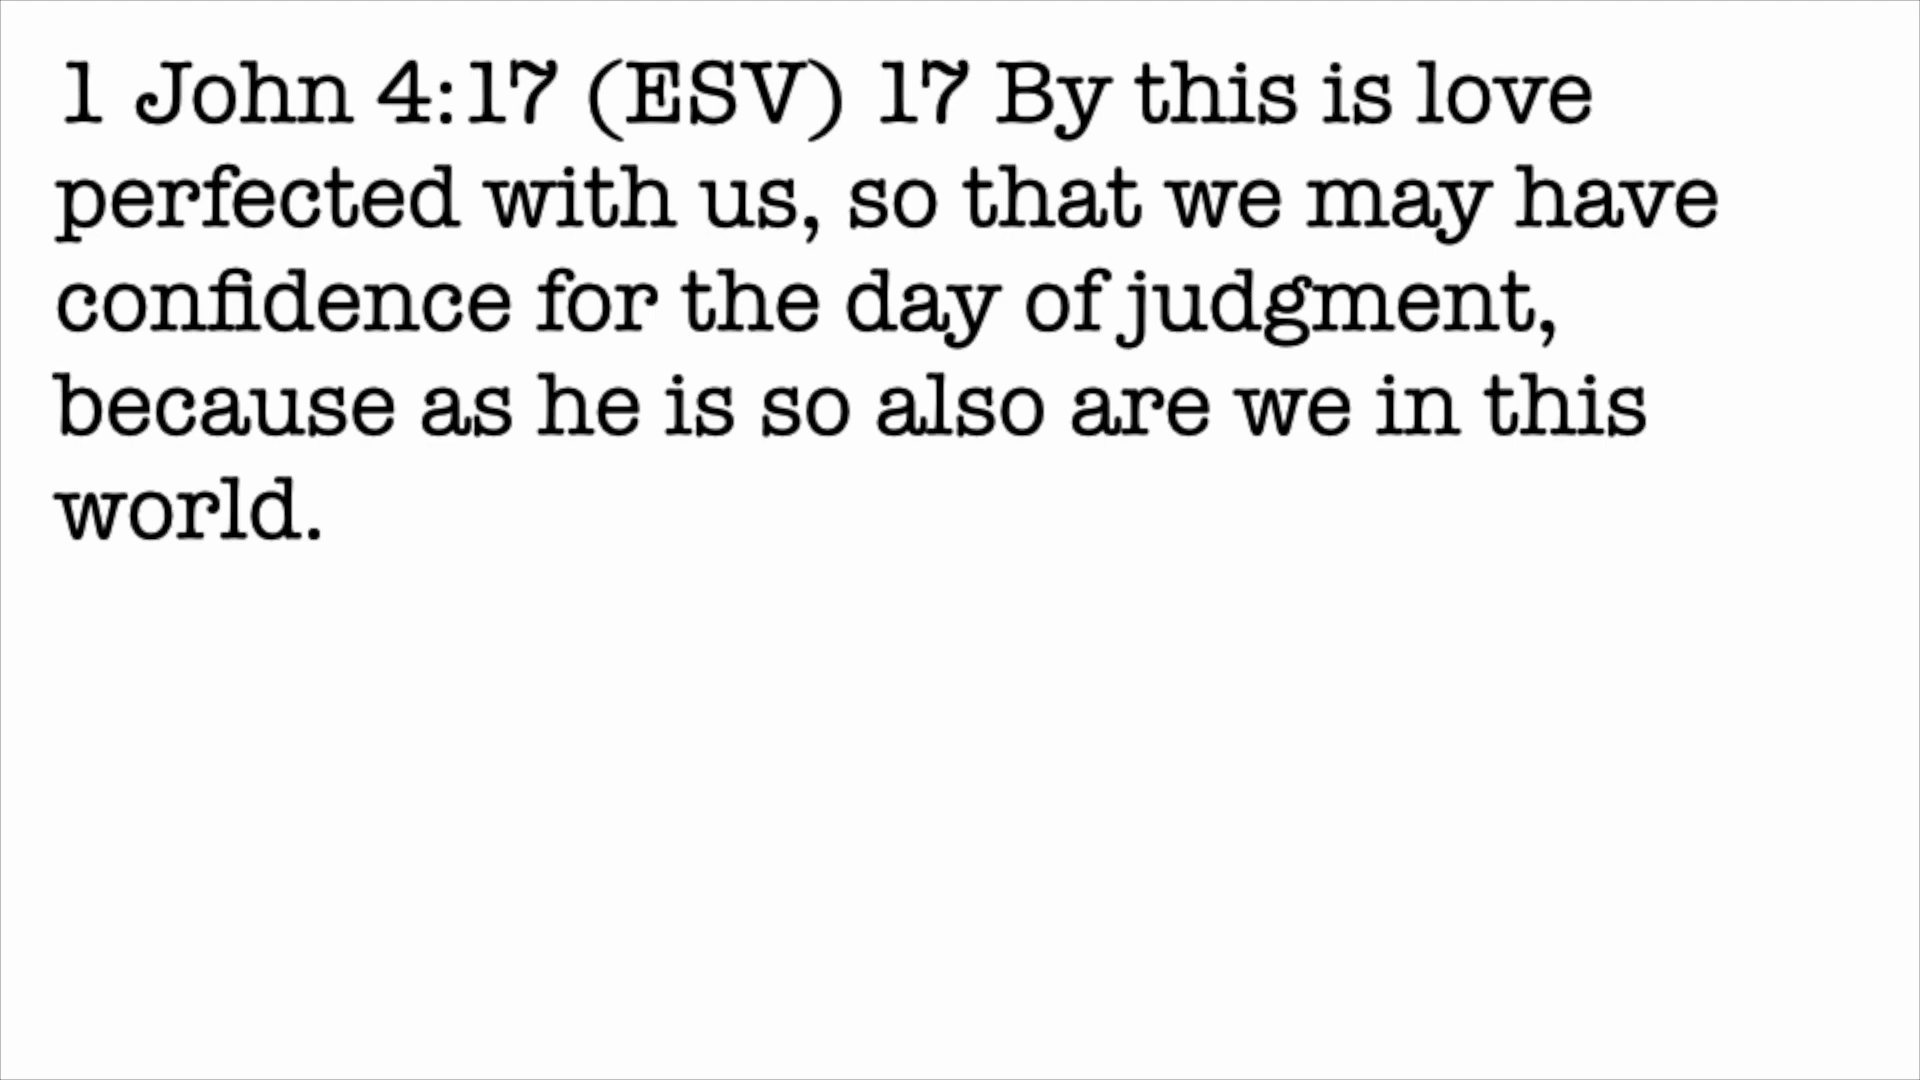 1 John 4:17 (ESV) 17 By this is love
perfected with us, so that we may have
confidence for the day of judgment,
because as he is so also are we in this
world.